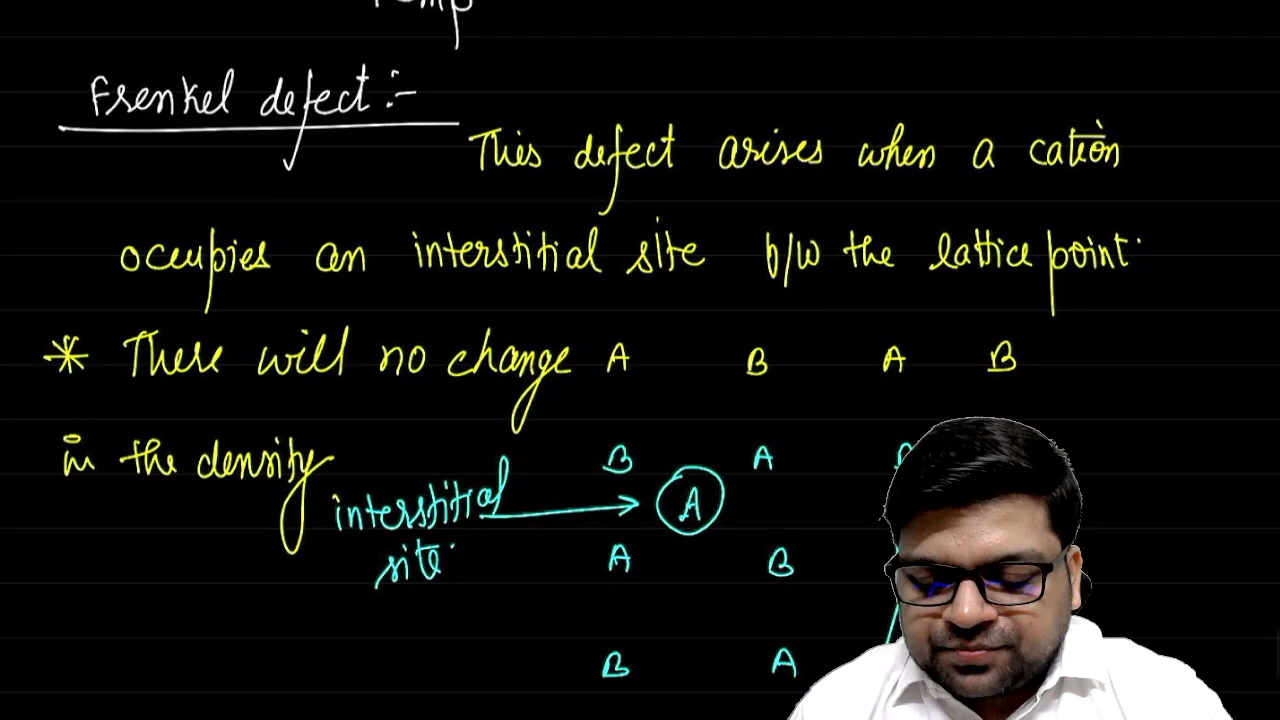 Temp
Frenkel defect :-
This defect arises when a cation
occupies an interstitial site b/w the lattice point.
* There will no change A B A B
in the density B A B
interstitial A
site. A B
B A